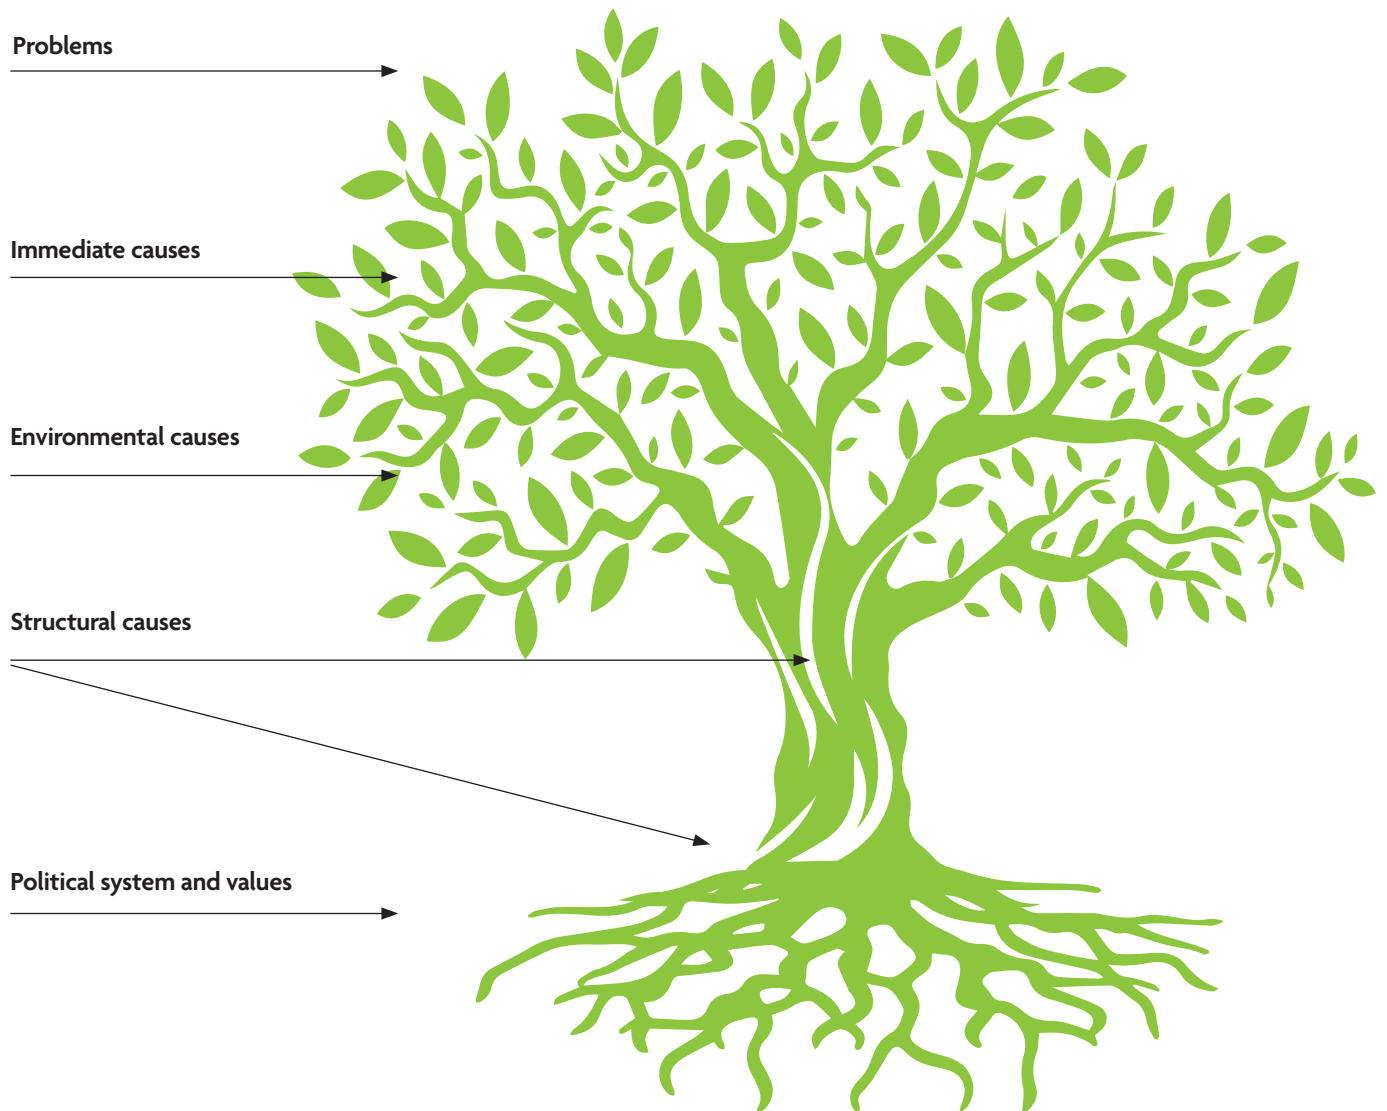 Problems
Immediate causes
Environmental causes
Structural causes
Political system and values